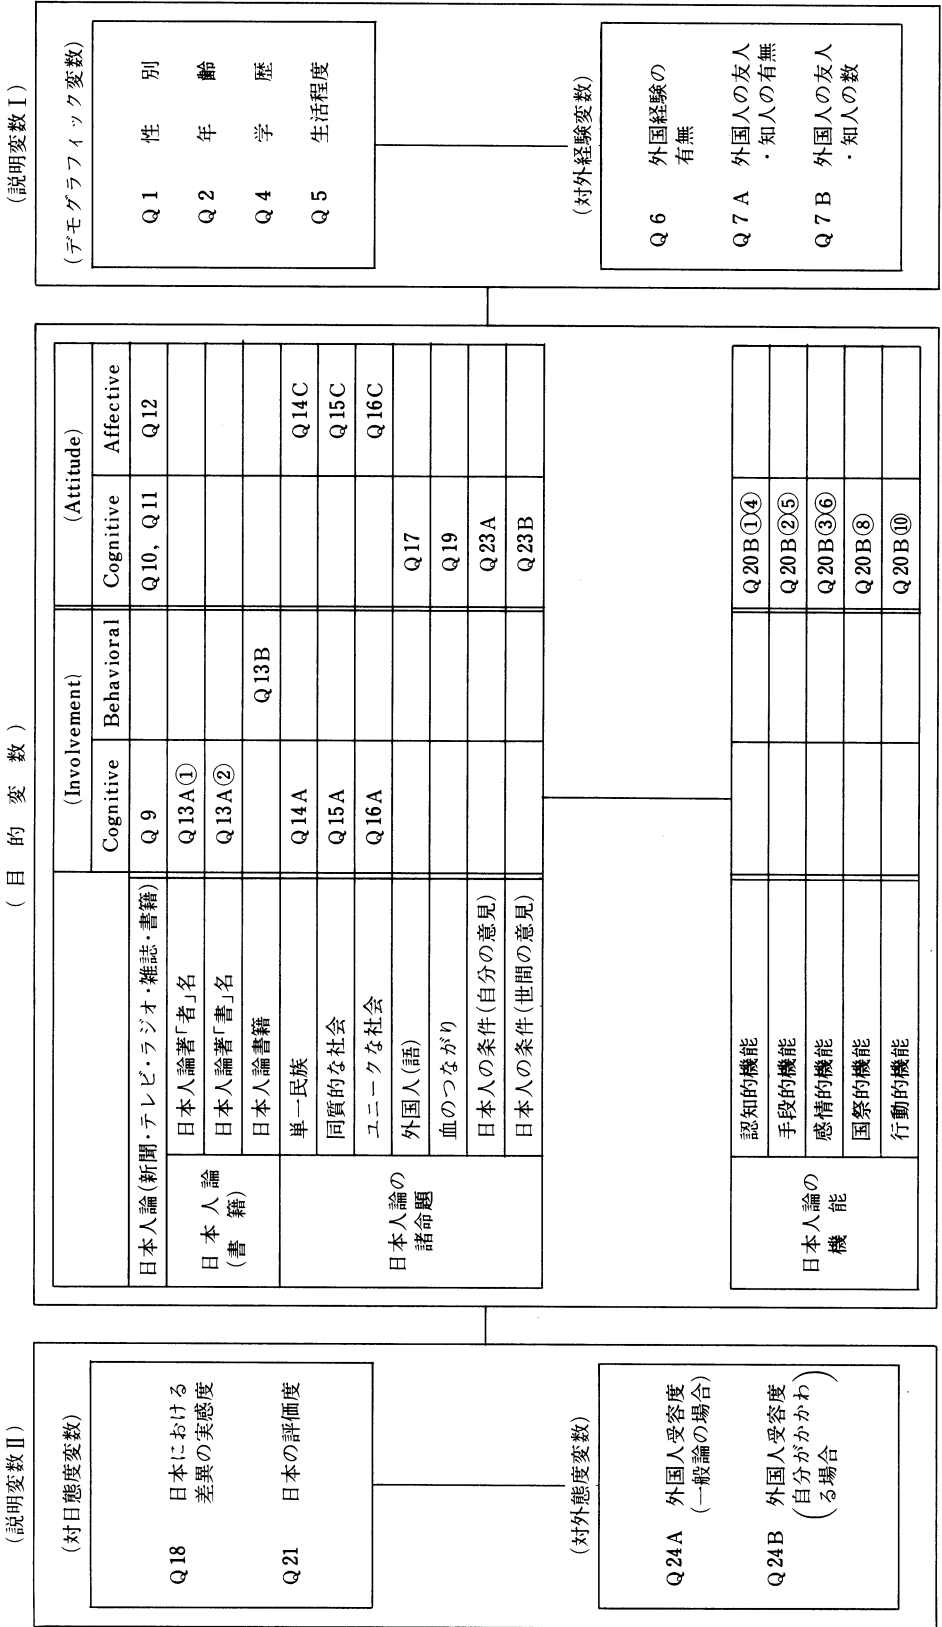 (説明変数Ⅱ)
(対日態度変数)
Q18 日本における
差異の実感度
Q21 日本の評価度
(対外態度変数)
Q24A 外国人受容度
(一般論の場合)
Q24B 外国人受容度
(自分がかかわ
る場合)
(目的変数)
(Involvement) (Attitude)
Cognitive Behavioral Cognitive Affective
日本人論(新聞・テレビ・ラジオ・雑誌・書籍) Q9 Q10, Q11 Q12
日本人論
(書籍)
日本人論著「者」名 Q13A①
日本人論著「書」名 Q13A②
日本人論書籍 Q13B
日本人論の
諸命題
単一民族 Q14A Q14C
同質的な社会 Q15A Q15C
ユニークな社会 Q16A Q16C
外国人(語) Q17
血のつながり Q19
日本人の条件(自分の意見) Q23A
日本人の条件(世間の意見) Q23B
日本人論の
機能
認知的機能 Q20B①④
手段的機能 Q20B②⑤
感情的機能 Q20B③⑥
国祭的機能 Q20B⑧
行動的機能 Q20B⑩
(説明変数Ⅰ)
(デモグラフィック変数)
Q1 性別
Q2 年齢
Q4 学歴
Q5 生活程度
(対外経験変数)
Q6 外国経験の
有無
Q7A 外国人の友人
・知人の有無
Q7B 外国人の友人
・知人の数